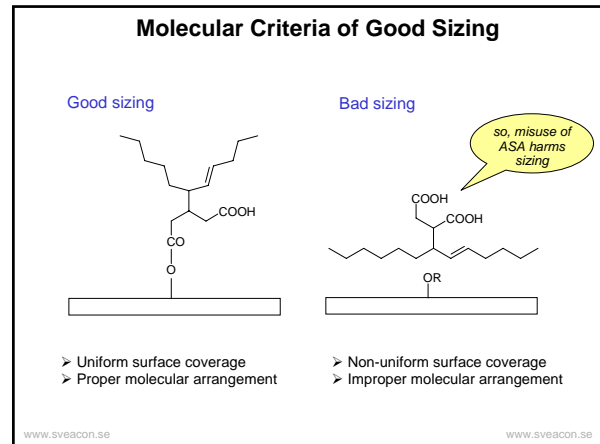 Molecular Criteria of Good Sizing
Good sizing
COOH
CO
O
➢ Uniform surface coverage
➢ Proper molecular arrangement
Bad sizing
so, misuse of
ASA harms
sizing
COOH
COOH
OR
➢ Non-uniform surface coverage
➢ Improper molecular arrangement
www.sveacon.se
www.sveacon.se